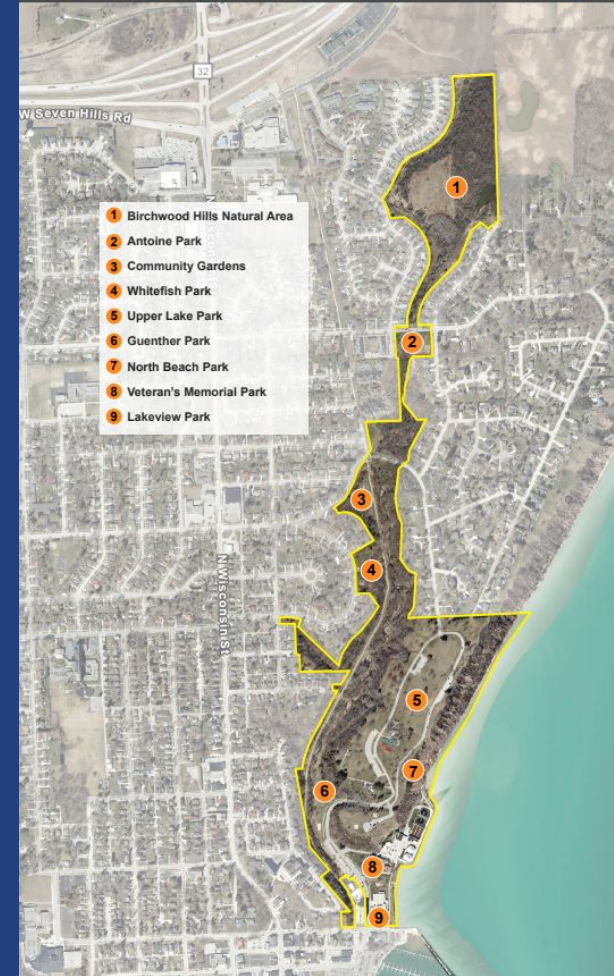 32
W Seven Hills Rd
1 Birchwood Hills Natural Area
2 Antoine Park
3 Community Gardens
4 Whitefish Park
5 Upper Lake Park
6 Guenther Park
7 North Beach Park
8 Veteran's Memorial Park
9 Lakeview Park
1
2
3
4
N Wisconsin St
5
7
6
8
9